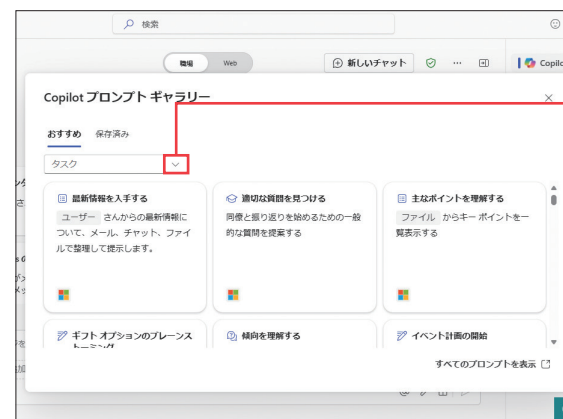 検索
職場 Web
新しいチャット
Copilo
Copilot プロンプト ギャラリー
おすすめ 保存済み
タスク
最新情報を入手する
ユーザー さんからの最新情報に
ついて、メール、チャット、ファイ
ルで整理して提示します。
適切な質問を見つける
同僚と振り返りを始めるための一般
的な質問を提案する
主なポイントを理解する
ファイル からキー ポイントを一
覧表示する
ギフト オプションのブレーンス
トーミング
傾向を理解する
イベント計画の開始
すべてのプロンプトを表示